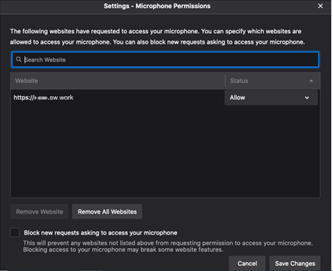 Settings - Microphone Permissions
The following websites have requested to access your microphone. You can specify which websites are
allowed to access your microphone. You can also block new requests asking to access your microphone.
Search Website
Website
Status
Allow
Remove Website
Remove All Websites
Block new requests asking to access your microphone
This will prevent any websites not listed above from requesting permission to access your microphone.
Blocking access to your microphone may break some website features.
Cancel
Save Changes